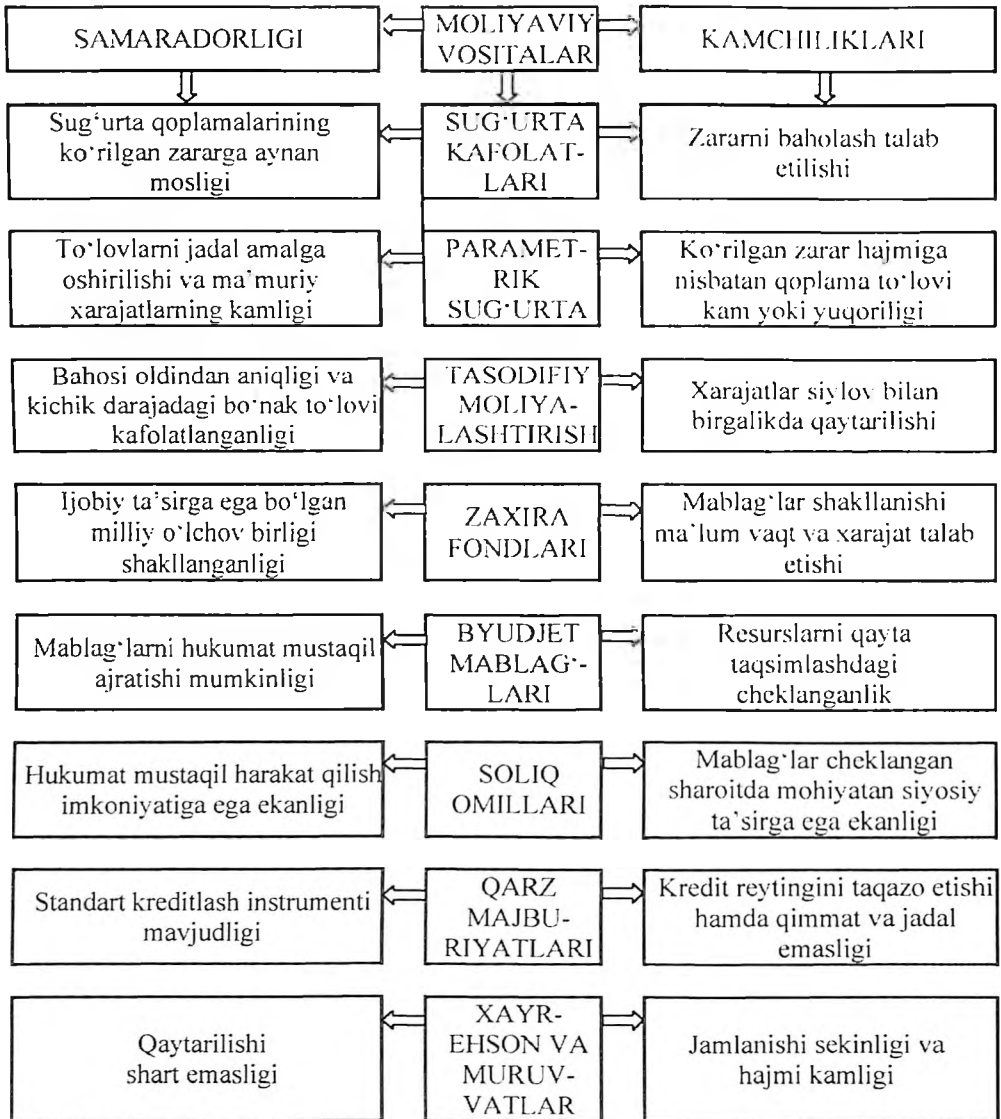 SAMARADORLIGI
MOLIYAVIY
VOSITALAR
KAMCHILIKLARI
Sug‘urta qoplamalarining
ko‘rilgan zararga aynan
mosligi
SUG‘URTA
KAFOLAT-
LARI
Zararni baholash talab
etilishi
To‘lovlarni jadal amalga
oshirilishi va ma’muriy
xarajatlarning kamligi
PARAMET-
RIK
SUG‘URTA
Ko‘rilgan zarar hajmiga
nisbatan qoplama to‘lovi
kam yoki yuqoriligi
Bahosi oldindan aniqligi va
kichik darajadagi bo‘nak to‘lovi
kafolatlanganligi
TASODIFIY
MOLIYA-
LASHTIRISH
Xarajatlar siylov bilan
birgalikda qaytarilishi
Ijobiy ta’sirga ega bo‘lgan
milliy o‘lchov birligi
shakllanganligi
ZAXIRA
FONDLARI
Mablag‘lar shakllanishi
ma’lum vaqt va xarajat talab
etishi
Mablag‘larni hukumat mustaqil
ajratishi mumkinligi
BYUDJET
MABLAG‘-
LARI
Resurslarni qayta
taqsimlashdagi
cheklanganlik
Hukumat mustaqil harakat qilish
imkoniyatiga ega ekanligi
SOLIQ
OMILLARI
Mablag‘lar cheklangan
sharoitda mohiyatan siyosiy
ta’sirga ega ekanligi
Standart kreditlash instrumenti
mavjudligi
QARZ
MAJBU-
RIYATLARI
Kredit reytingini taqazo etishi
hamda qimmat va jadal
emasligi
Qaytarilishi
shart emasligi
XAYR-
EHSON VA
MURUV-
VATLAR
Jamlanishi sekinligi va
hajmi kamligi